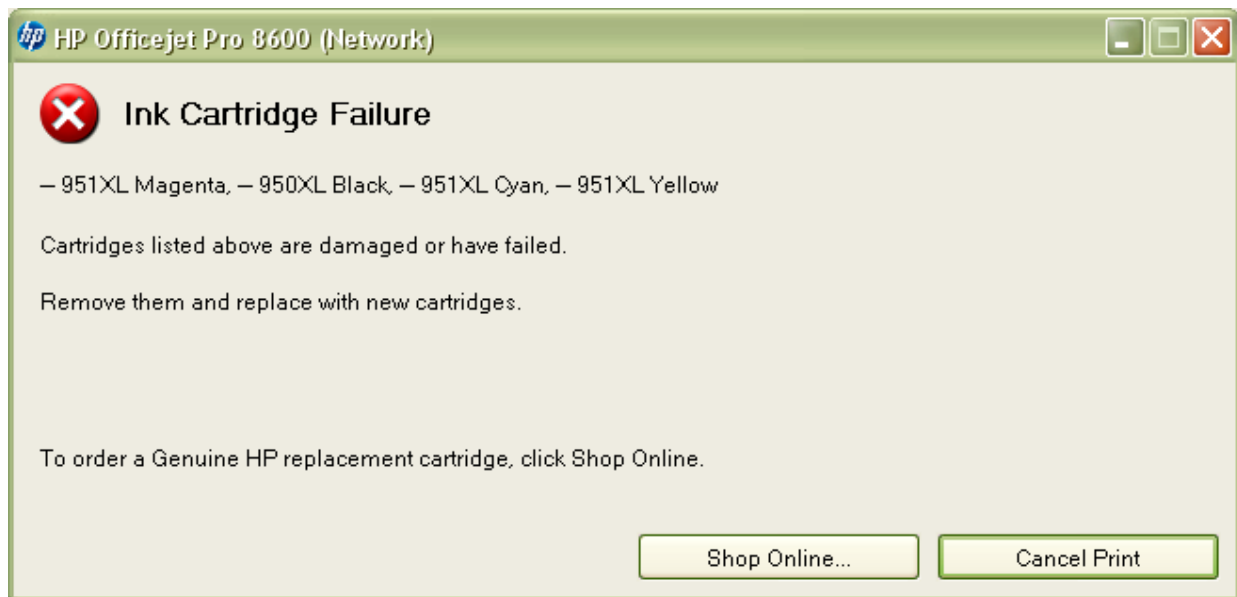 hp HP Officejet Pro 8600 (Network)
Ink Cartridge Failure
– 951XL Magenta, – 950XL Black, – 951XL Cyan, – 951XL Yellow
Cartridges listed above are damaged or have failed.
Remove them and replace with new cartridges.
To order a Genuine HP replacement cartridge, click Shop Online.
Shop Online... Cancel Print